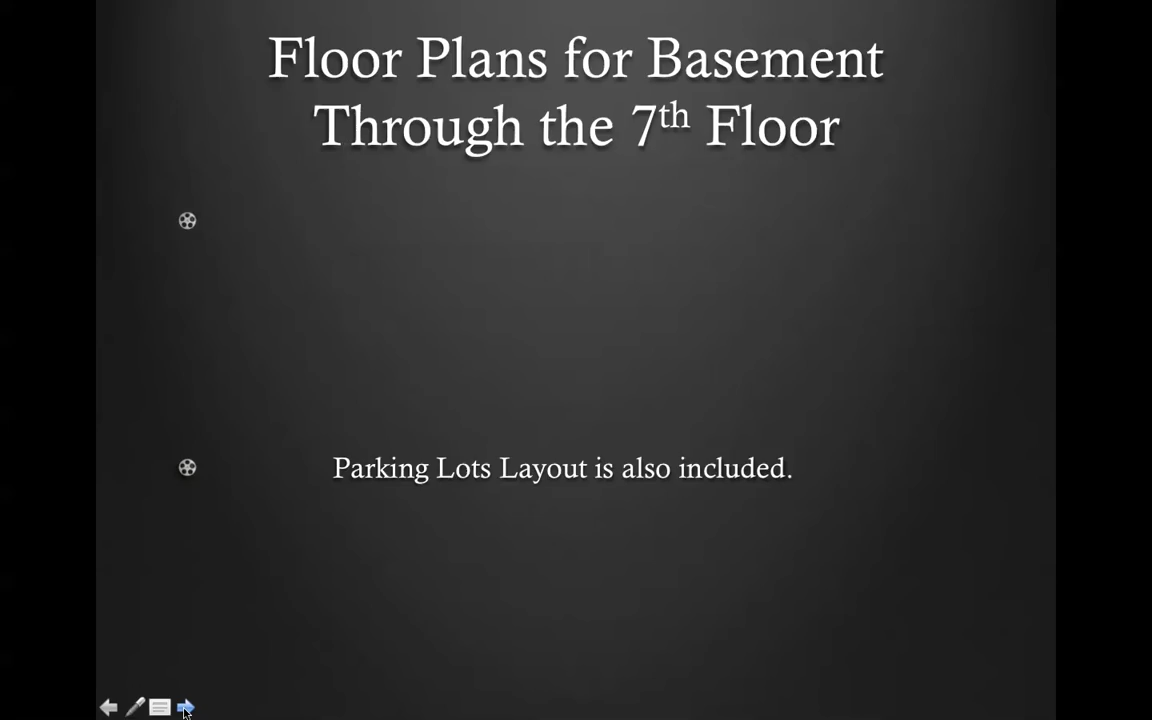 Floor Plans for Basement
Through the 7th Floor
Parking Lots Layout is also included.